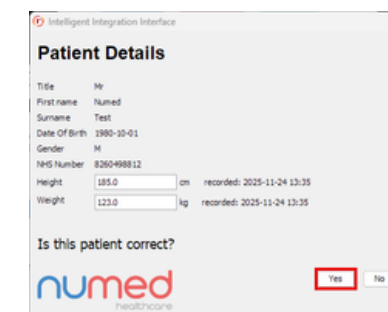 Intelligent Integration Interface
Patient Details
Title Mr
First name Numed
Surname Test
Date Of Birth 1980-10-01
Gender M
NHS Number 8260498812
Height 185.0 cm recorded: 2025-11-24 13:35
Weight 123.0 kg recorded: 2025-11-24 13:35
Is this patient correct?
numed
healthcare
Yes No